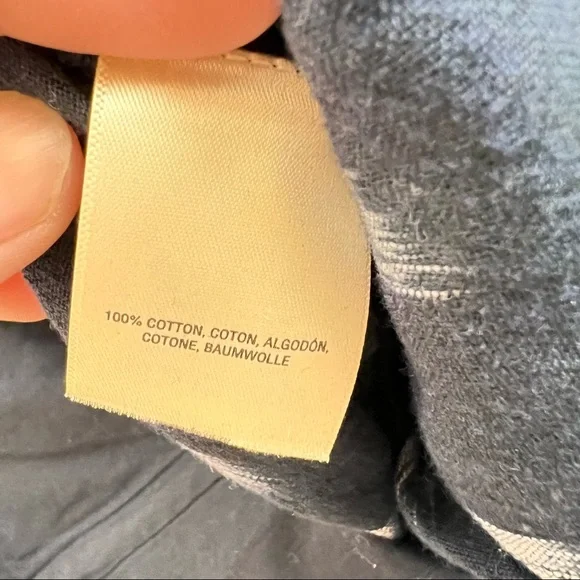 100% COTTON, COTON, ALGODÓN,
COTONE, BAUMWOLLE